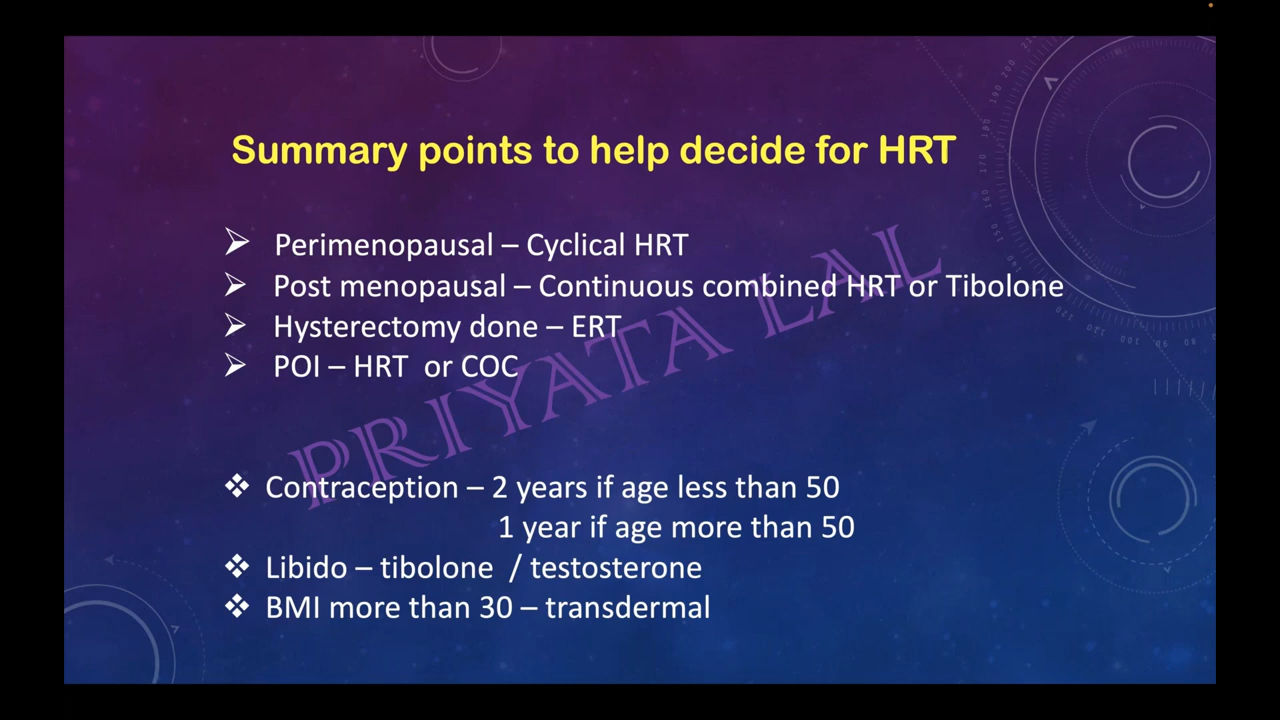 Summary points to help decide for HRT
Perimenopausal – Cyclical HRT
Post menopausal – Continuous combined HRT or Tibolone
Hysterectomy done – ERT
POI – HRT or COC
PRIYATA LAL
Contraception – 2 years if age less than 50
1 year if age more than 50
Libido – tibolone / testosterone
BMI more than 30 – transdermal